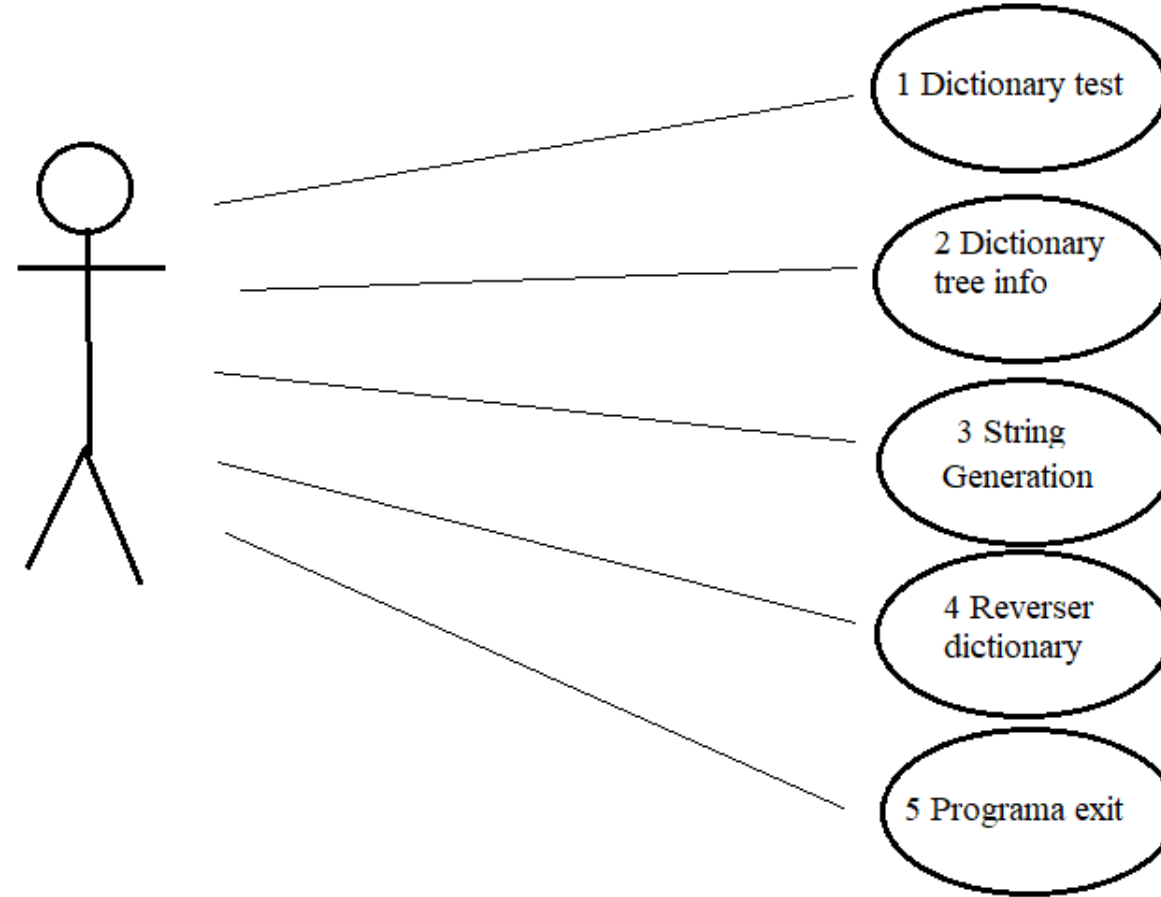 1 Dictionary test
2 Dictionary
tree info
3 String
Generation
4 Reverser
dictionary
5 Programa exit